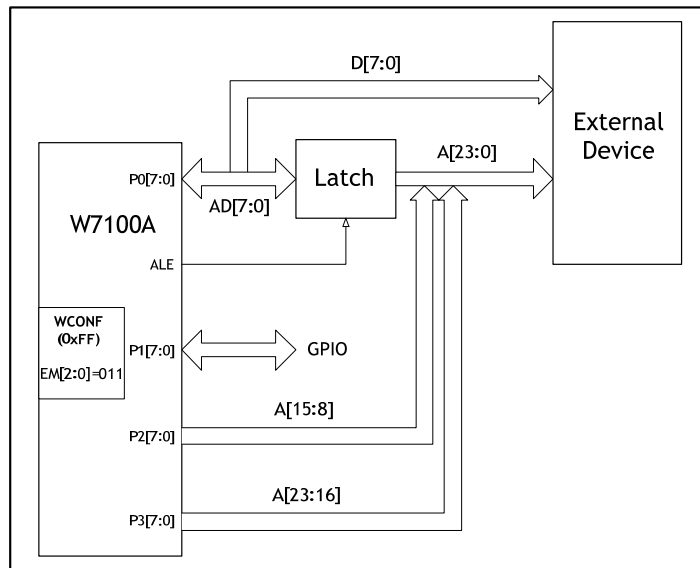 D[7:0]
External
Device
P0[7:0]
AD[7:0]
Latch
A[23:0]
W7100A
ALE
WCONF
(0xFF)
EM[2:0]=011
P1[7:0]
GPIO
A[15:8]
P2[7:0]
A[23:16]
P3[7:0]